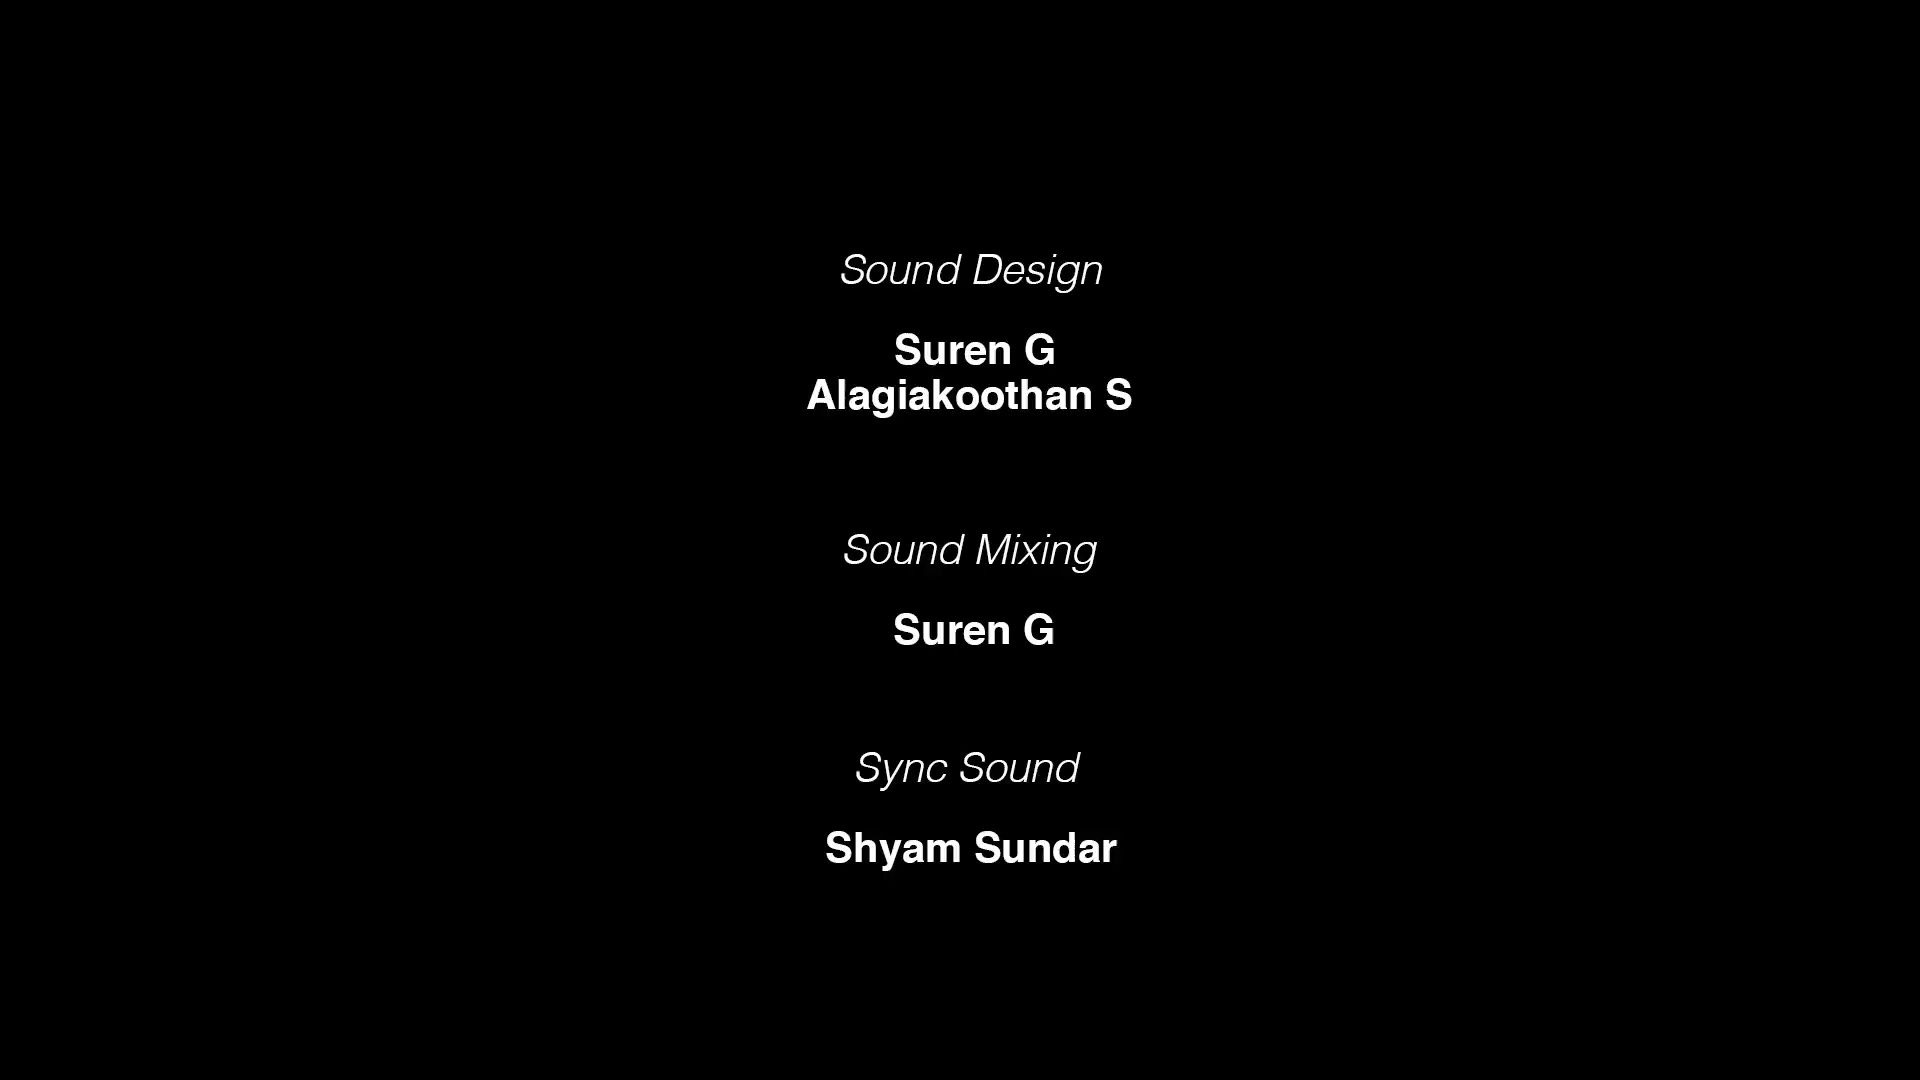 Sound Design
Suren G
Alagiakoothan S
Sound Mixing
Suren G
Sync Sound
Shyam Sundar